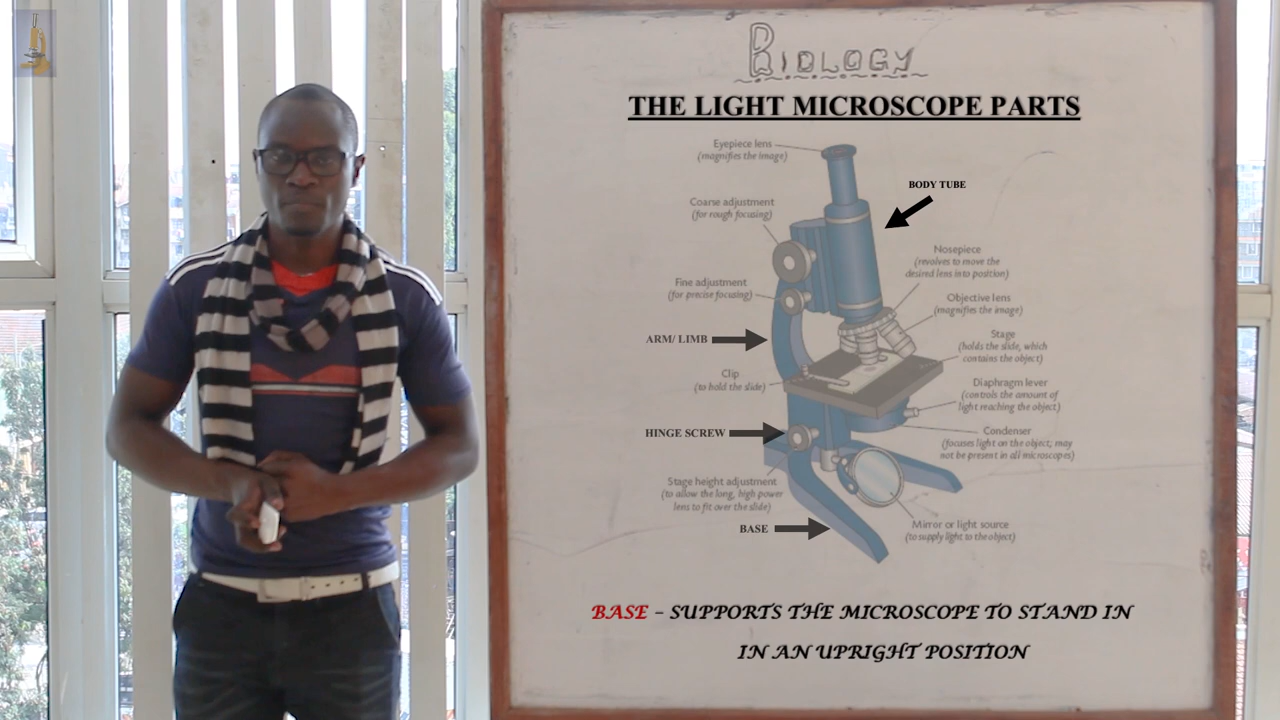 BIOLOGY
THE LIGHT MICROSCOPE PARTS
Eyepiece lens
(magnifies the image)
BODY TUBE
Coarse adjustment
(for rough focusing)
Nosepiece
(revolves to move the
desired lens into position)
Fine adjustment
(for precise focusing)
Objective lens
(magnifies the image)
ARM/ LIMB
Stage
(holds the slide, which
contains the object)
Clip
(to hold the slide)
Diaphragm lever
(controls the amount of
light reaching the object)
HINGE SCREW
Condenser
(focuses light on the object; may
not be present in all microscopes)
Stage height adjustment
(to allow the long, high power
lens to fit over the slide)
BASE
Mirror or light source
(to supply light to the object)
BASE – SUPPORTS THE MICROSCOPE TO STAND IN
IN AN UPRIGHT POSITION